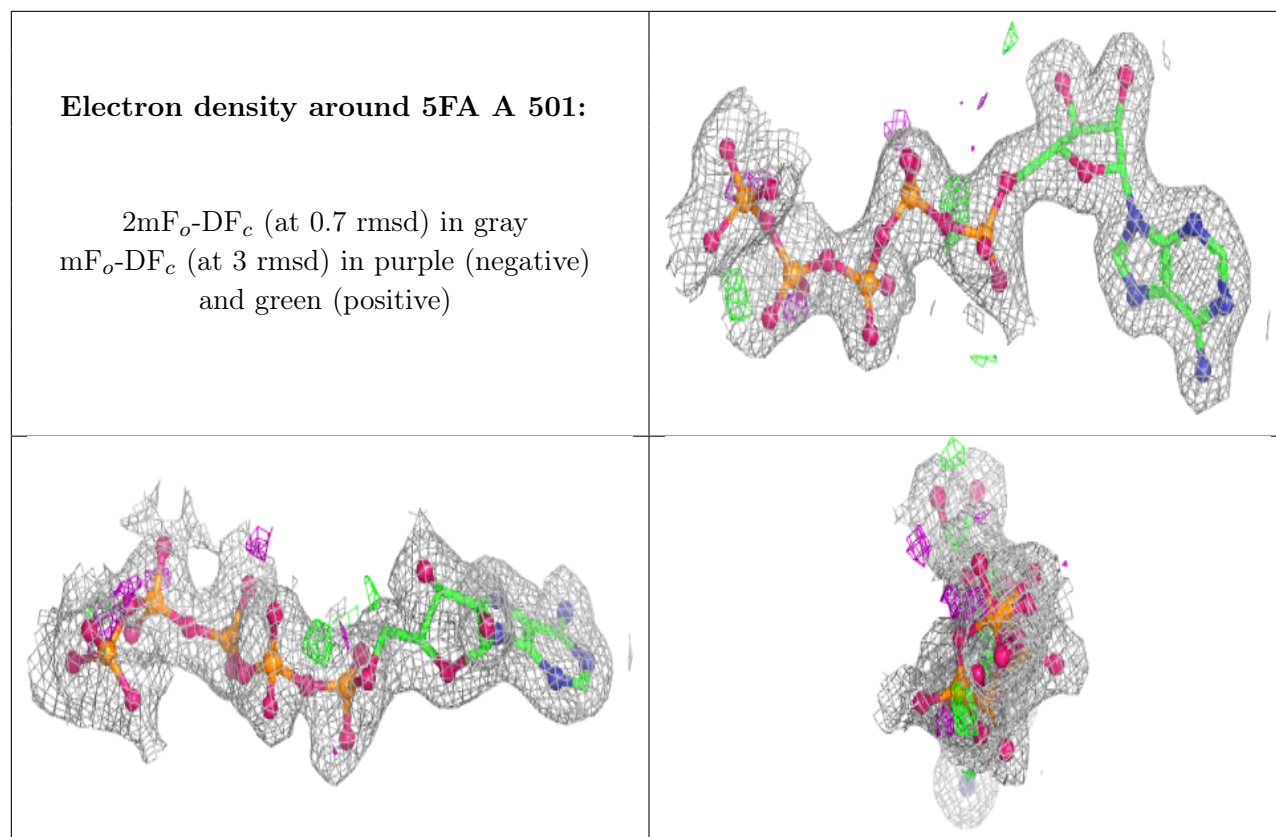 Electron density around 5FA A 501:
2mFo-DFc (at 0.7 rmsd) in gray
mFo-DFc (at 3 rmsd) in purple (negative)
and green (positive)